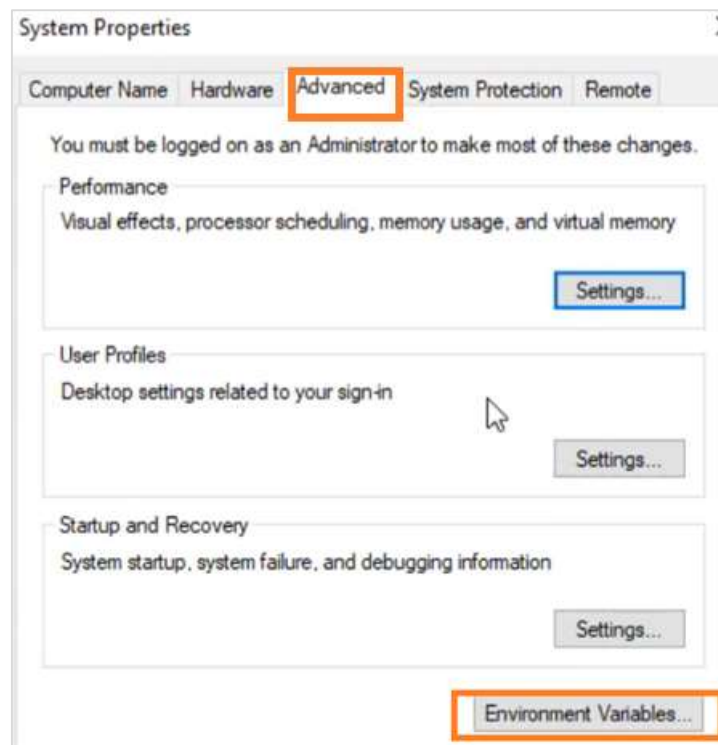 System Properties
Computer Name Hardware Advanced System Protection Remote
You must be logged on as an Administrator to make most of these changes.
Performance
Visual effects, processor scheduling, memory usage, and virtual memory
Settings...
User Profiles
Desktop settings related to your sign-in
Settings...
Startup and Recovery
System startup, system failure, and debugging information
Settings...
Environment Variables...